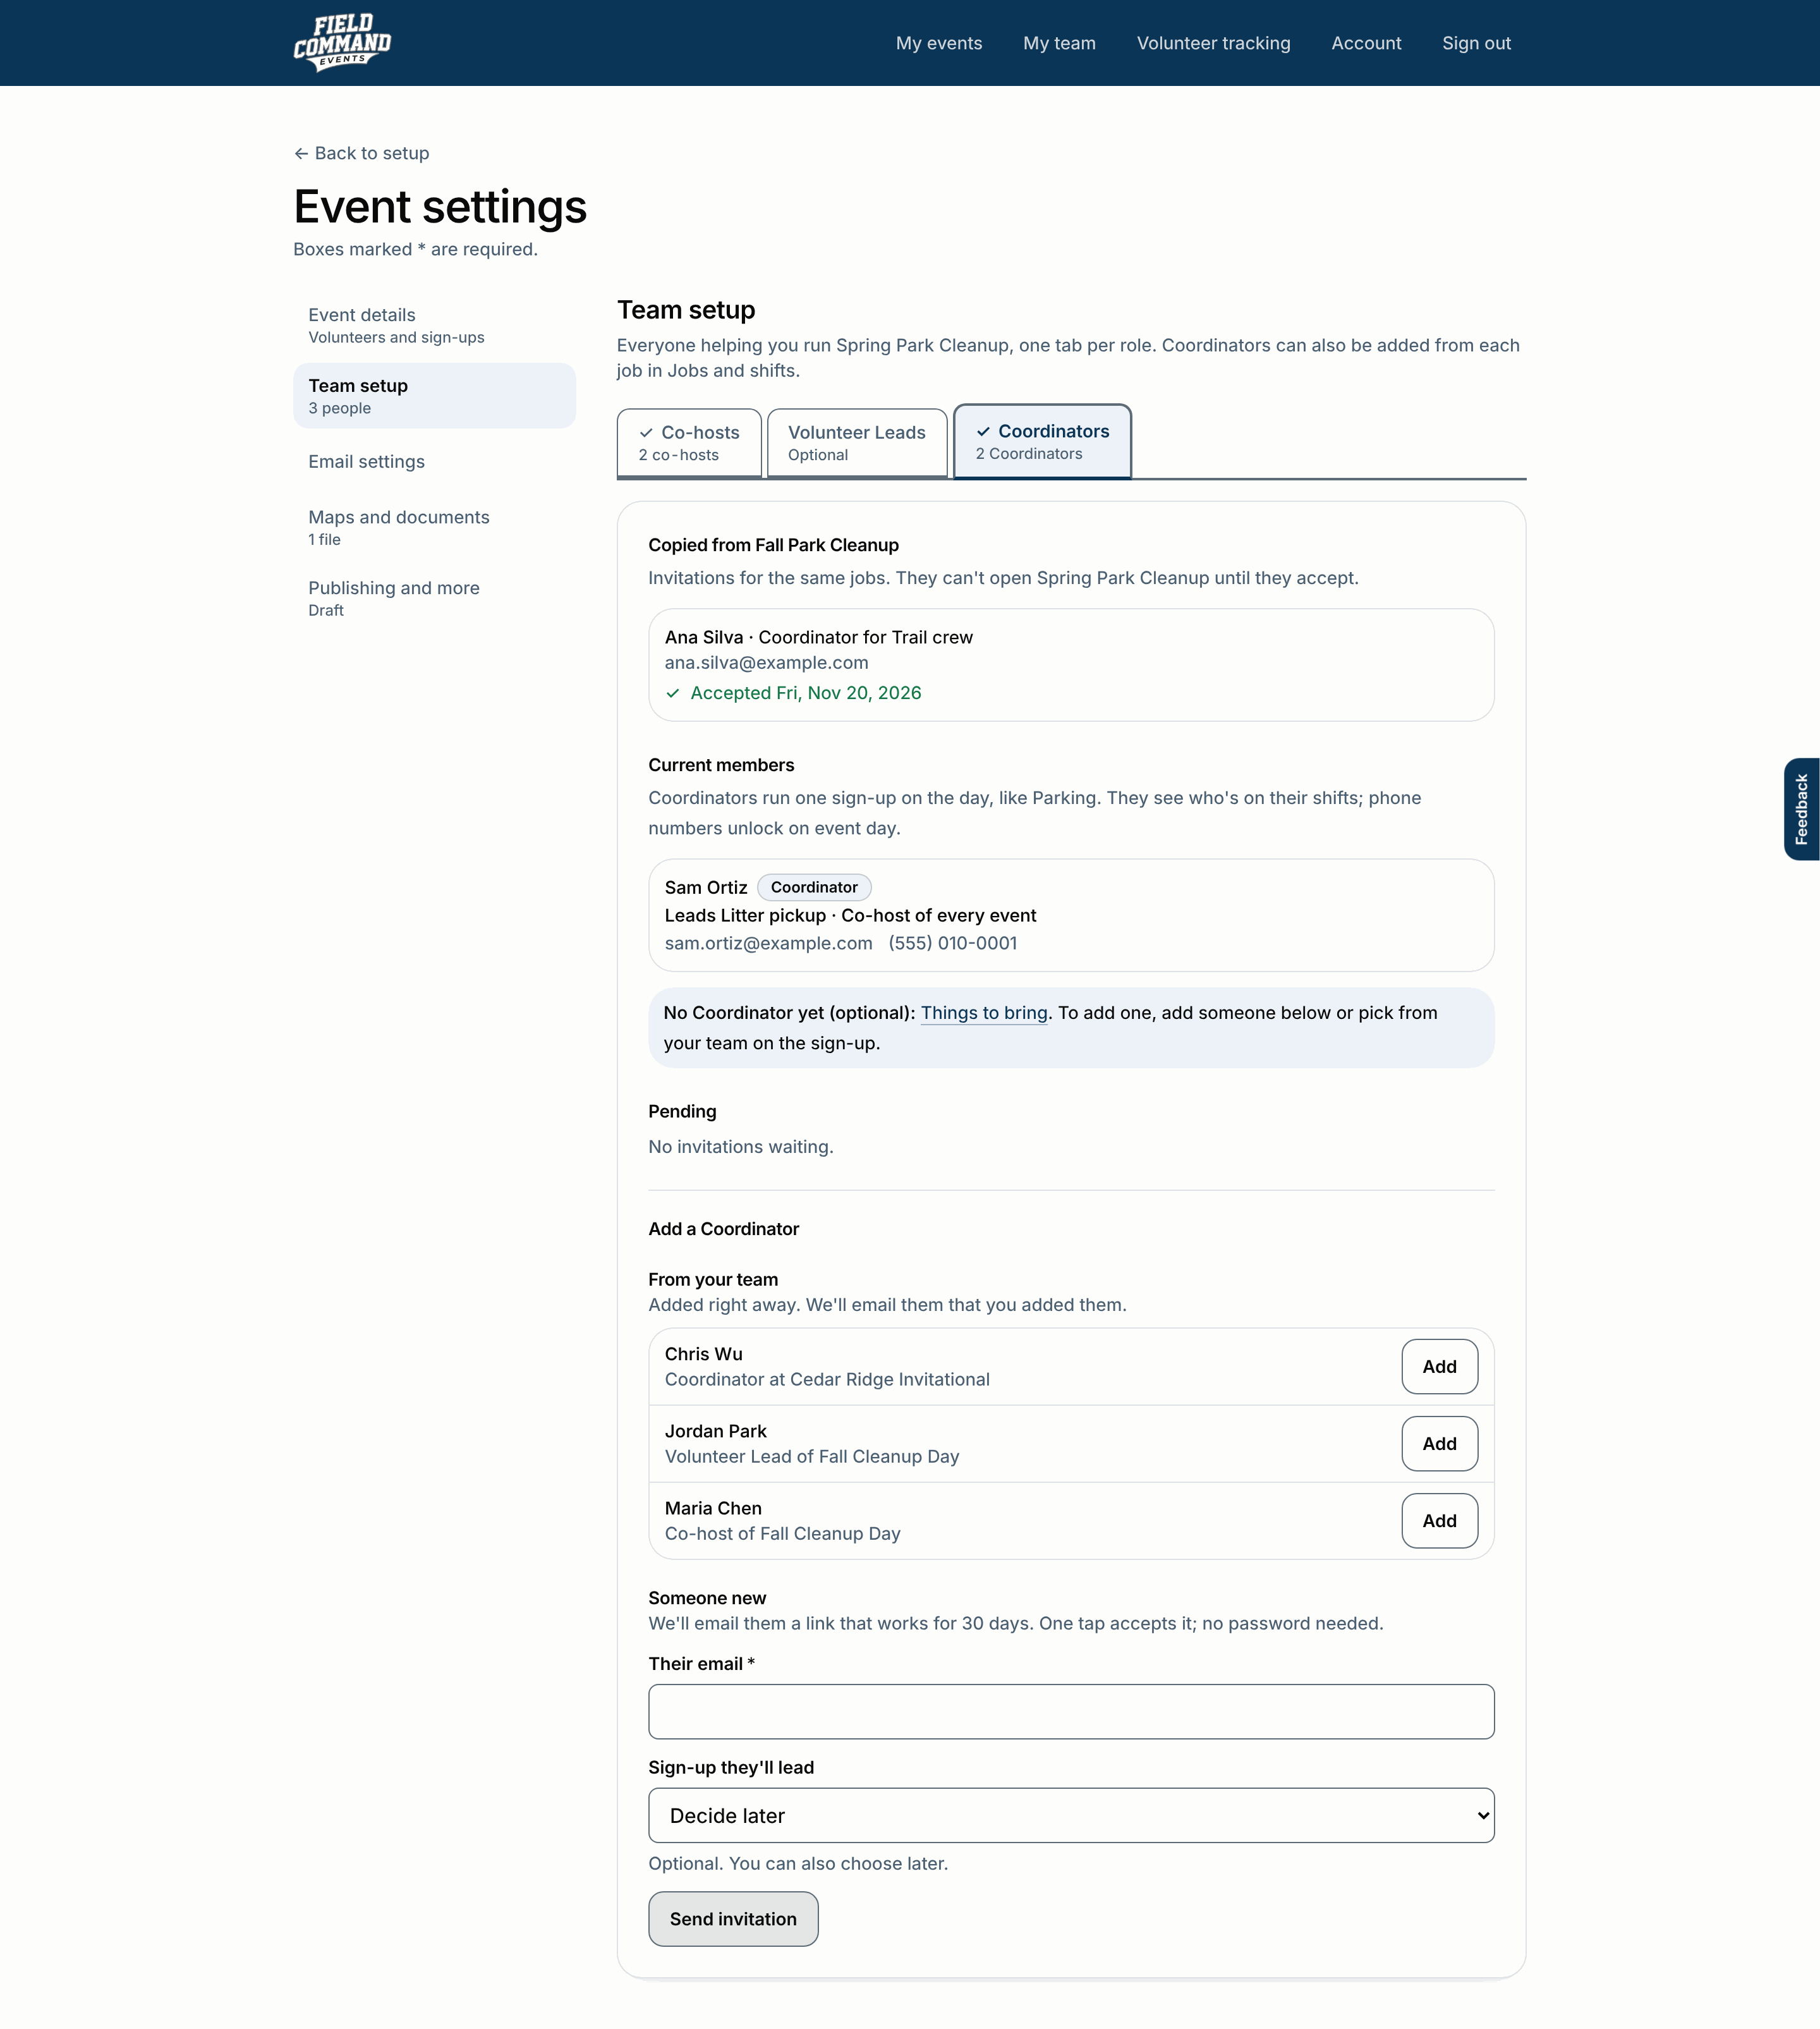 FIELD
COMMAND
EVENTS
My events
My team
Volunteer tracking
Account
Sign out
← Back to setup
Event settings
Boxes marked * are required.
Event details
Volunteers and sign-ups
Team setup
3 people
Email settings
Maps and documents
1 file
Publishing and more
Draft
Team setup
Everyone helping you run Spring Park Cleanup, one tab per role. Coordinators can also be added from each
job in Jobs and shifts.
✓ Co-hosts
2 co-hosts
Volunteer Leads
Optional
✓ Coordinators
2 Coordinators
Copied from Fall Park Cleanup
Invitations for the same jobs. They can't open Spring Park Cleanup until they accept.
Ana Silva · Coordinator for Trail crew
ana.silva@example.com
✓ Accepted Fri, Nov 20, 2026
Current members
Coordinators run one sign-up on the day, like Parking. They see who's on their shifts; phone
numbers unlock on event day.
Sam Ortiz Coordinator
Leads Litter pickup · Co-host of every event
sam.ortiz@example.com (555) 010-0001
No Coordinator yet (optional): Things to bring. To add one, add someone below or pick from
your team on the sign-up.
Pending
No invitations waiting.
Add a Coordinator
From your team
Added right away. We'll email them that you added them.
Chris Wu
Coordinator at Cedar Ridge Invitational
Add
Jordan Park
Volunteer Lead of Fall Cleanup Day
Add
Maria Chen
Co-host of Fall Cleanup Day
Add
Someone new
We'll email them a link that works for 30 days. One tap accepts it; no password needed.
Their email *
Sign-up they'll lead
Decide later
Optional. You can also choose later.
Send invitation
Feedback